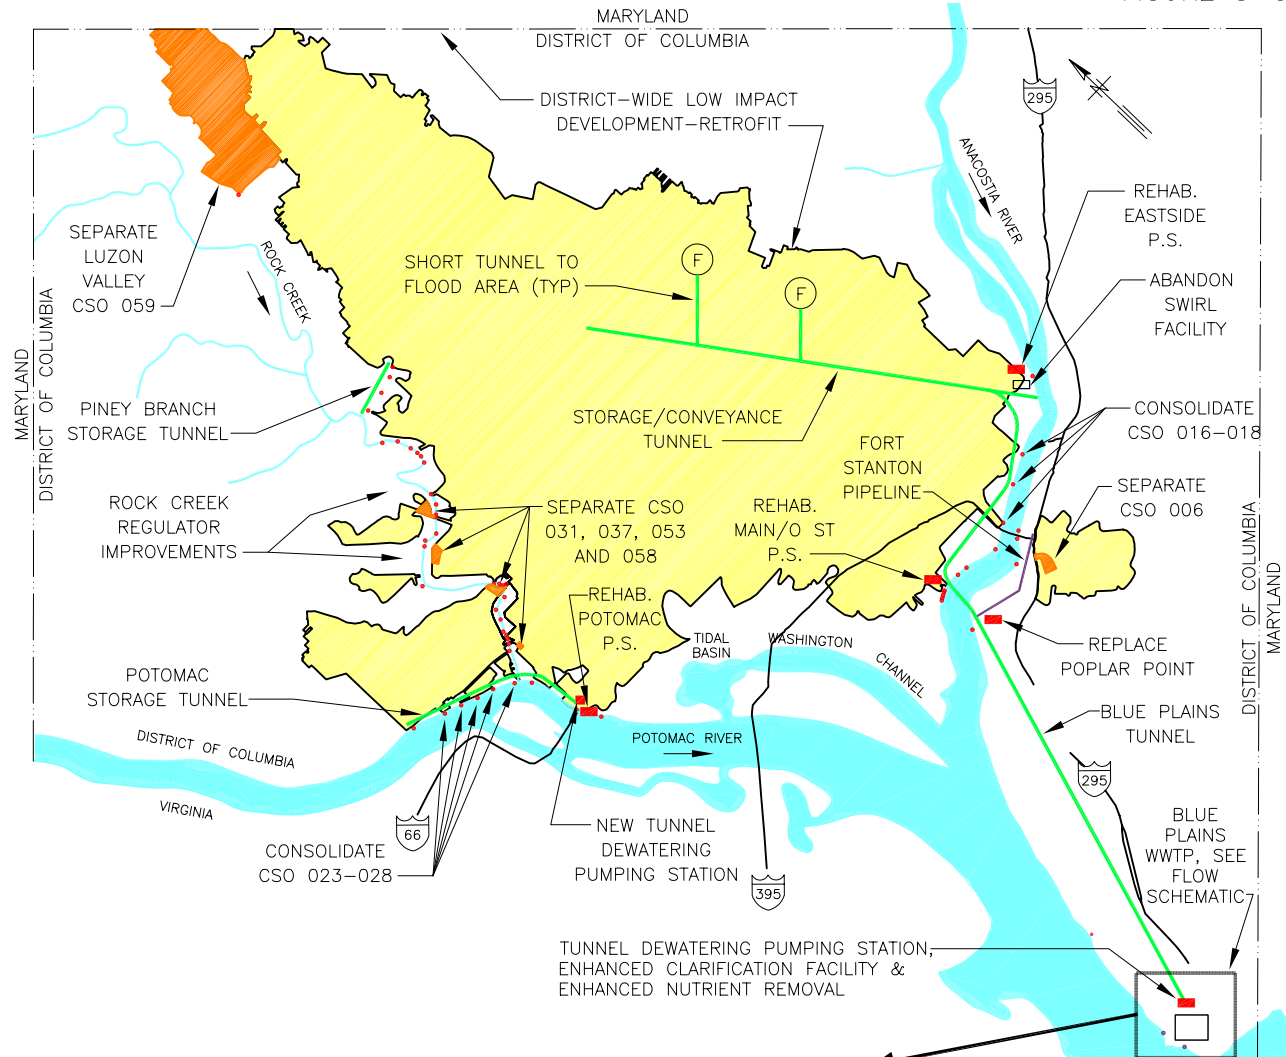 MARYLAND
DISTRICT OF COLUMBIA
DISTRICT-WIDE LOW IMPACT
DEVELOPMENT-RETROFIT
295
ANACOSTIA RIVER
REHAB.
EASTSIDE
P.S.
SEPARATE
LUZON
VALLEY
CSO 059
ROCK CREEK
SHORT TUNNEL TO
FLOOD AREA (TYP)
F
F
ABANDON
SWIRL
FACILITY
MARYLAND
DISTRICT OF COLUMBIA
PINEY BRANCH
STORAGE TUNNEL
STORAGE/CONVEYANCE
TUNNEL
CONSOLIDATE
CSO 016-018
FORT
STANTON
PIPELINE
SEPARATE
CSO 006
ROCK CREEK
REGULATOR
IMPROVEMENTS
SEPARATE CSO
031, 037, 053
AND 058
REHAB.
MAIN/O ST
P.S.
REHAB.
POTOMAC
P.S.
TIDAL
BASIN
WASHINGTON
CHANNEL
REPLACE
POPLAR POINT
DISTRICT OF COLUMBIA
MARYLAND
POTOMAC
STORAGE TUNNEL
BLUE PLAINS
TUNNEL
DISTRICT OF COLUMBIA
VIRGINIA
POTOMAC RIVER
295
66
CONSOLIDATE
CSO 023-028
NEW TUNNEL
DEWATERING
PUMPING STATION
395
BLUE
PLAINS
WWTP, SEE
FLOW
SCHEMATIC
TUNNEL DEWATERING PUMPING STATION,
ENHANCED CLARIFICATION FACILITY &
ENHANCED NUTRIENT REMOVAL